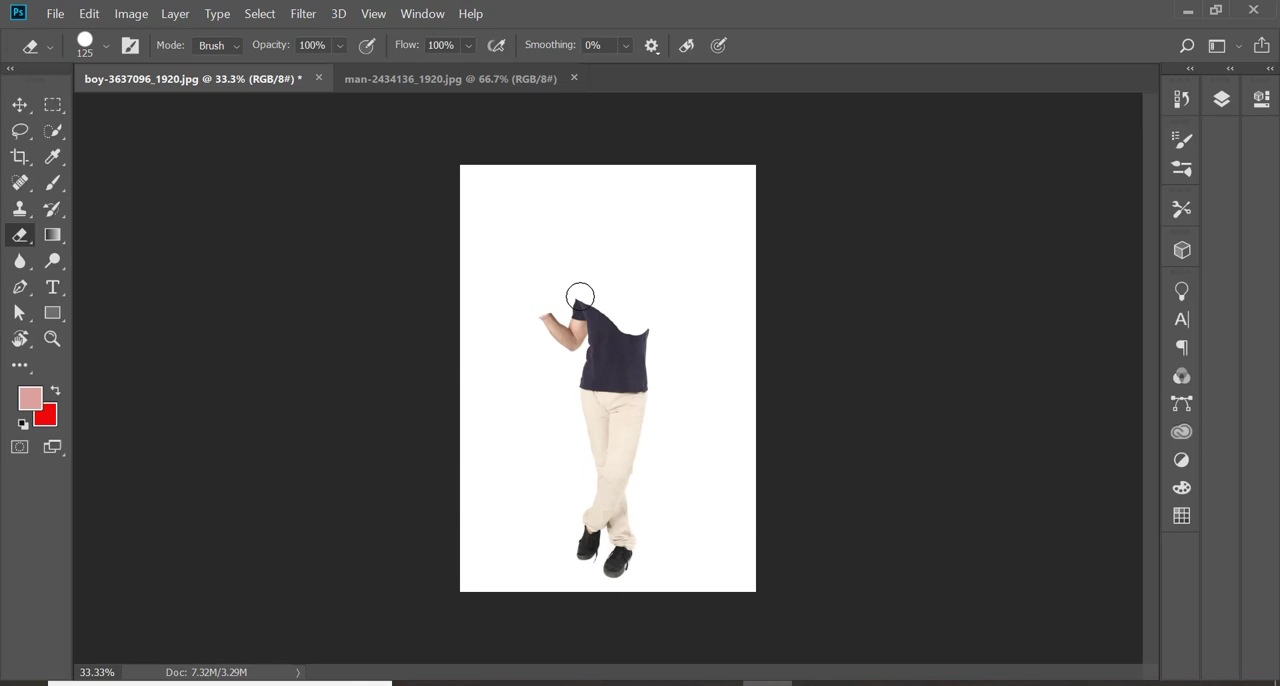 Ps File Edit Image Layer Type Select Filter 3D View Window Help
125 Mode: Brush Opacity: 100% Flow: 100% Smoothing: 0%
boy-3637096_1920.jpg @ 33.3% (RGB/8#) * × man-2434136_1920.jpg @ 66.7% (RGB/8#) ×
33.33% Doc: 7.32M/3.29M